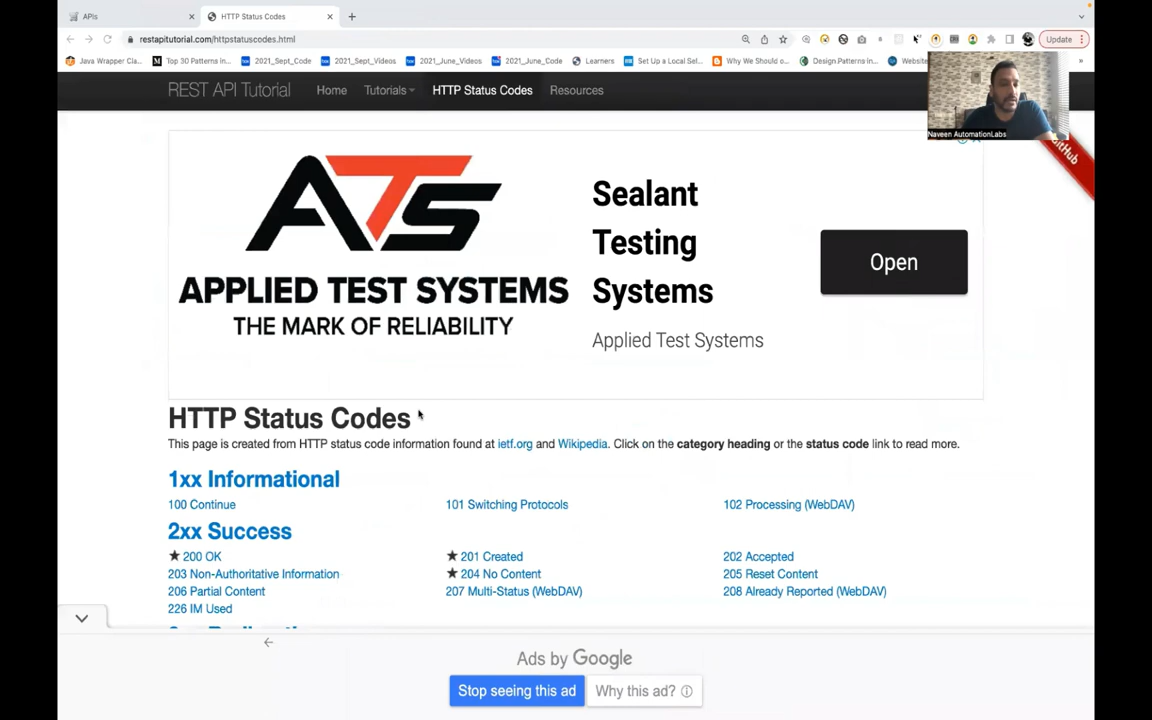 APIs
HTTP Status Codes
restapitutorial.com/httpstatuscodes.html
Update
Java Wrapper Cla...
Top 30 Patterns in...
2021_Sept_Code
2021_Sept_Videos
2021_June_Videos
2021_June_Code
Learners
Set Up a Local Sel...
Why We Should o...
Design Patterns in...
Website
REST API Tutorial
Home
Tutorials
HTTP Status Codes
Resources
Naveen AutomationLabs
ATS
APPLIED TEST SYSTEMS
THE MARK OF RELIABILITY
Sealant
Testing
Systems
Applied Test Systems
Open
HTTP Status Codes
This page is created from HTTP status code information found at ietf.org and Wikipedia. Click on the category heading or the status code link to read more.
1xx Informational
100 Continue
101 Switching Protocols
102 Processing (WebDAV)
2xx Success
200 OK
201 Created
202 Accepted
203 Non-Authoritative Information
204 No Content
205 Reset Content
206 Partial Content
207 Multi-Status (WebDAV)
208 Already Reported (WebDAV)
226 IM Used
Ads by Google
Stop seeing this ad
Why this ad?